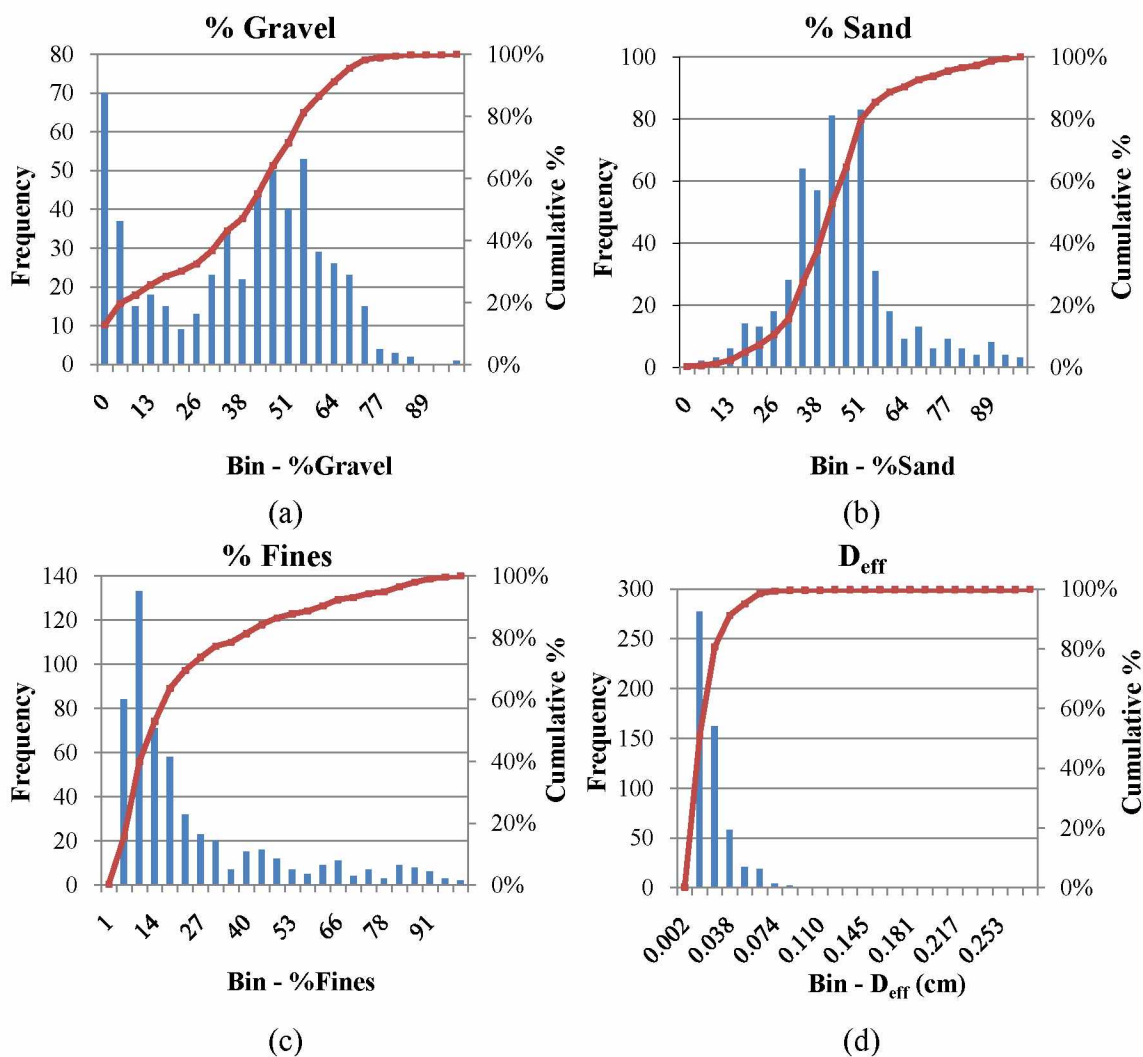 (a)
% Gravel
80
70
60
50
40
30
20
10
0
100%
80%
60%
40%
20%
0%
Frequency
Cumulative %
0 13 26 38 51 64 77 89
Bin - %Gravel
(a)
(b)
% Sand
100
80
60
40
20
0
100%
80%
60%
40%
20%
0%
Frequency
Cumulative %
0 13 26 38 51 64 77 89
Bin - %Sand
(b)
(c)
% Fines
140
120
100
80
60
40
20
0
100%
80%
60%
40%
20%
0%
Frequency
Cumulative %
1 14 27 40 53 66 78 91
Bin - %Fines
(c)
(d)
Deff
300
250
200
150
100
50
0
100%
80%
60%
40%
20%
0%
Frequency
Cumulative %
0.002 0.038 0.074 0.110 0.145 0.181 0.217 0.253
Bin - Deff (cm)
(d)